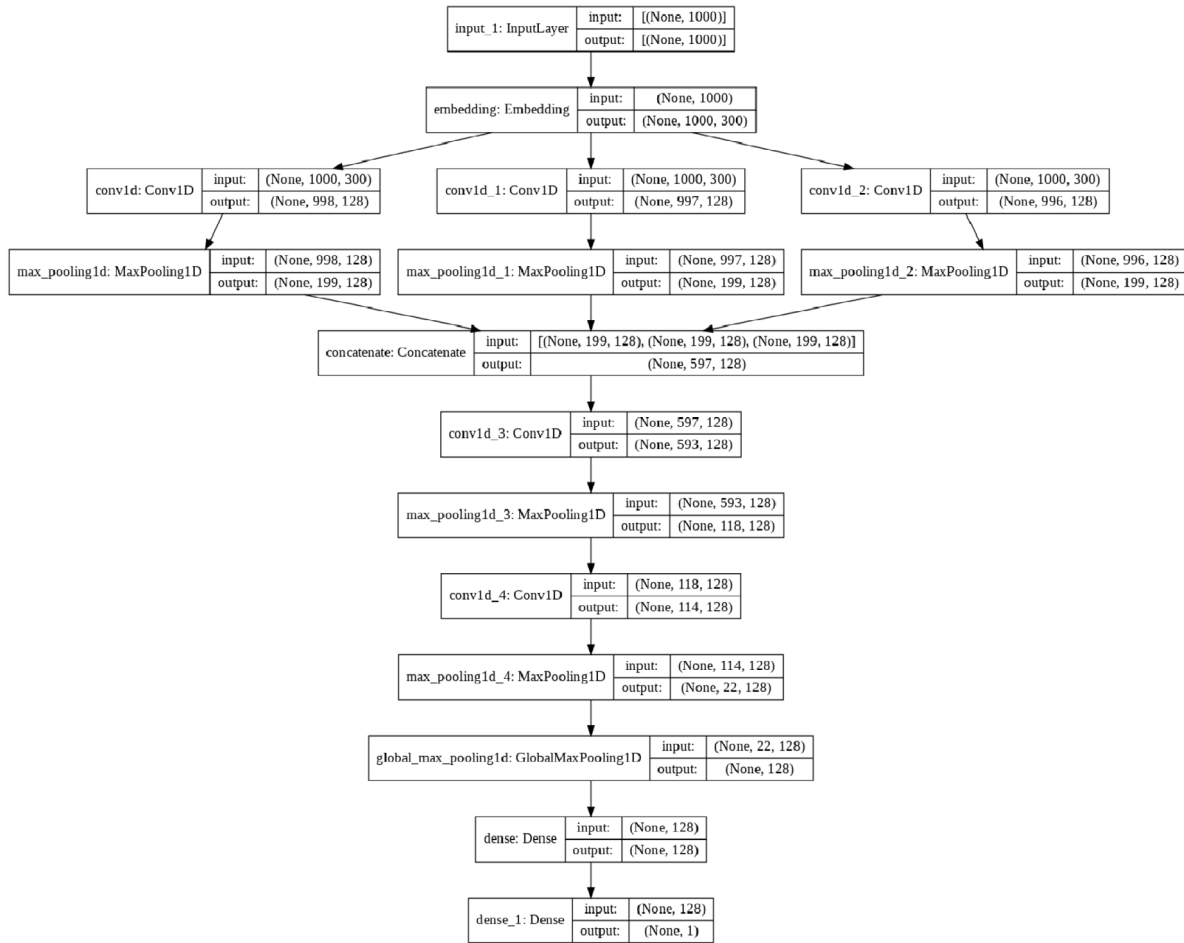 input_1: InputLayer
input: [(None, 1000)]
output: [(None, 1000)]
embedding: Embedding
input: (None, 1000)
output: (None, 1000, 300)
conv1d: Conv1D
input: (None, 1000, 300)
output: (None, 998, 128)
conv1d_1: Conv1D
input: (None, 1000, 300)
output: (None, 997, 128)
conv1d_2: Conv1D
input: (None, 1000, 300)
output: (None, 996, 128)
max_pooling1d: MaxPooling1D
input: (None, 998, 128)
output: (None, 199, 128)
max_pooling1d_1: MaxPooling1D
input: (None, 997, 128)
output: (None, 199, 128)
max_pooling1d_2: MaxPooling1D
input: (None, 996, 128)
output: (None, 199, 128)
concatenate: Concatenate
input: [(None, 199, 128), (None, 199, 128), (None, 199, 128)]
output: (None, 597, 128)
conv1d_3: Conv1D
input: (None, 597, 128)
output: (None, 593, 128)
max_pooling1d_3: MaxPooling1D
input: (None, 593, 128)
output: (None, 118, 128)
conv1d_4: Conv1D
input: (None, 118, 128)
output: (None, 114, 128)
max_pooling1d_4: MaxPooling1D
input: (None, 114, 128)
output: (None, 22, 128)
global_max_pooling1d: GlobalMaxPooling1D
input: (None, 22, 128)
output: (None, 128)
dense: Dense
input: (None, 128)
output: (None, 128)
dense_1: Dense
input: (None, 128)
output: (None, 1)